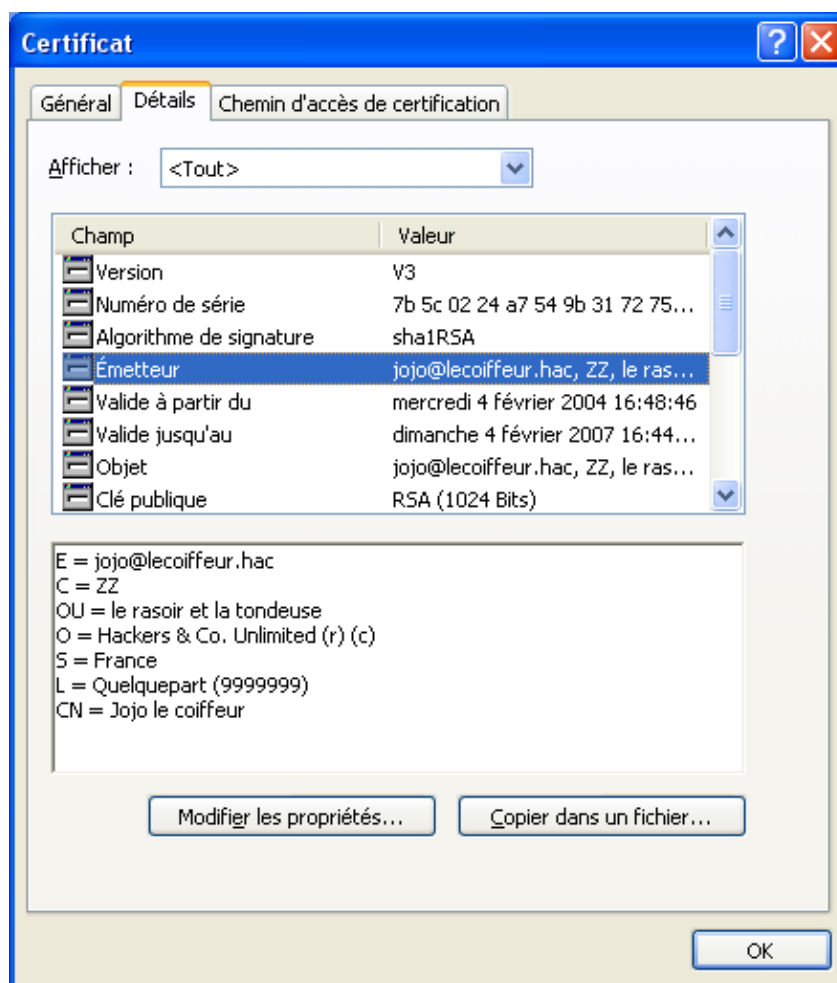 Certificat
Général Détails Chemin d'accès de certification
Afficher : <Tout>
Champ Valeur
Version V3
Numéro de série 7b 5c 02 24 a7 54 9b 31 72 75...
Algorithme de signature sha1RSA
Émetteur jojo@lecoiffeur.hac, ZZ, le ras...
Valide à partir du mercredi 4 février 2004 16:48:46
Valide jusqu'au dimanche 4 février 2007 16:44...
Objet jojo@lecoiffeur.hac, ZZ, le ras...
Clé publique RSA (1024 Bits)
E = jojo@lecoiffeur.hac
C = ZZ
OU = le rasoir et la tondeuse
O = Hackers & Co. Unlimited (r) (c)
S = France
L = Quelquepart (9999999)
CN = Jojo le coiffeur
Modifier les propriétés... Copier dans un fichier...
OK